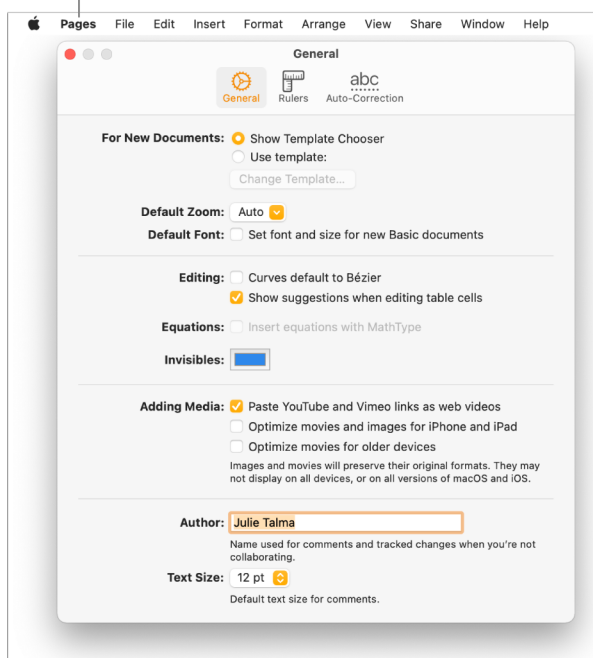 Pages File Edit Insert Format Arrange View Share Window Help
General
abc
General Rulers Auto-Correction
For New Documents: Show Template Chooser
Use template:
Change Template...
Default Zoom: Auto
Default Font: Set font and size for new Basic documents
Editing: Curves default to Bézier
Show suggestions when editing table cells
Equations: Insert equations with MathType
Invisibles:
Adding Media: Paste YouTube and Vimeo links as web videos
Optimize movies and images for iPhone and iPad
Optimize movies for older devices
Images and movies will preserve their original formats. They may
not display on all devices, or on all versions of macOS and iOS.
Author: Julie Talma
Name used for comments and tracked changes when you're not
collaborating.
Text Size: 12 pt
Default text size for comments.